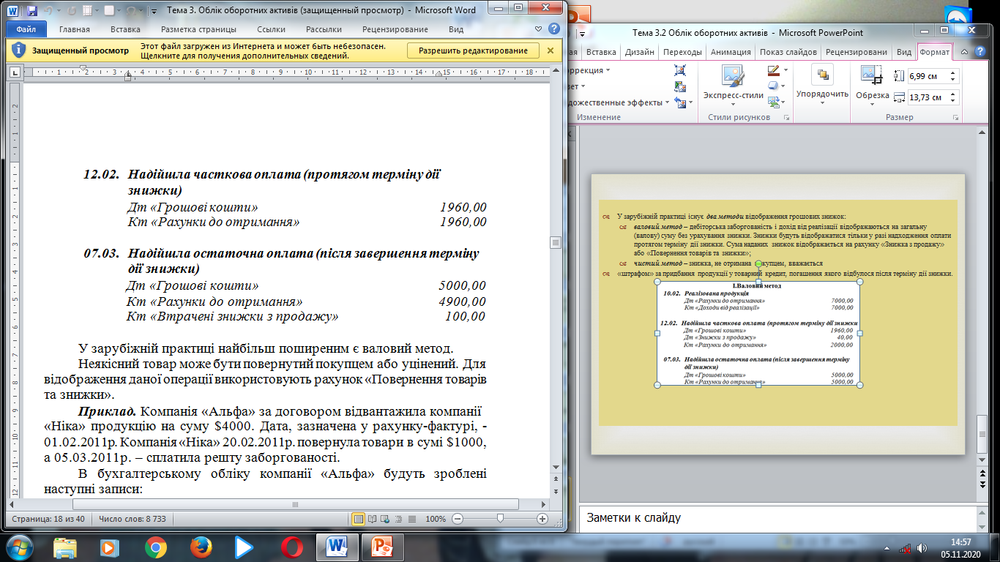 Тема 3. Облік оборотних активів (защищенный просмотр) - Microsoft Word
Файл
Главная
Вставка
Разметка страницы
Ссылки
Рассылки
Рецензирование
Вид
Защищенный просмотр
Этот файл загружен из Интернета и может быть небезопасен.
Щелкните для получения дополнительных сведений.
Разрешить редактирование
12.02. Надійшла часткова оплата (протягом терміну дії
знижки)
Дт «Грошові кошти» 1960,00
Кт «Рахунки до отримання» 1960,00
07.03. Надійшла остаточна оплата (після завершення терміну
дії знижки)
Дт «Грошові кошти» 5000,00
Кт «Рахунки до отримання» 4900,00
Кт «Втрачені знижки з продажу» 100,00
У зарубіжній практиці найбільш поширеним є валовий метод.
Неякісний товар може бути повернутий покупцем або уцінений. Для
відображення даної операції використовують рахунок «Повернення товарів
та знижки».
Приклад. Компанія «Альфа» за договором відвантажила компанії
«Ніка» продукцію на суму $4000. Дата, зазначена у рахунку-фактурі, -
01.02.2011р. Компанія «Ніка» 20.02.2011р. повернула товари в сумі $1000,
а 05.03.2011р. – сплатила решту заборгованості.
В бухгалтерському обліку компанії «Альфа» будуть зроблені
наступні записи:
Страница: 18 из 40
Число слов: 8 733
100%
Тема 3.2 Облік оборотних активів - Microsoft PowerPoint
Вставка
Дизайн
Переходы
Анимация
Показ слайдов
Рецензировани
Вид
Формат
Экспресс-стили
Упорядочить
Обрезка
6,99 см
13,73 см
Изменение
Стили рисунков
Размер
У зарубіжній практиці існує два методи відображення грошових знижок:
валовий метод – дебіторська заборгованість і дохід від реалізації відображаються на загальну
(валову) суму без урахування знижки. Знижки будуть відображатися тільки у разі надходження оплати
протягом терміну дії знижки. Сума наданих знижок відображається на рахунку «Знижка з продажу»
або «Повернення товарів та знижки»;
чистий метод – знижка, не отримана покупцем, вважається
«штрафом» за придбання продукції у товарний кредит, погашення якого відбулося після терміну дії знижки.
I.Валовий метод
10.02. Реалізована продукція
Дт «Рахунки до отримання» 7000,00
Кт «Доходи від реалізації» 7000,00
12.02. Надійшла часткова оплата (протягом терміну дії знижки
Дт «Грошові кошти» 1960,00
Дт «Знижки з продажу» 40,00
Кт «Рахунки до отримання» 2000,00
07.03. Надійшла остаточна оплата (після завершення терміну
дії знижки)
Дт «Грошові кошти» 5000,00
Кт «Рахунки до отримання» 5000,00
Заметки к слайду
14:57
05.11.2020